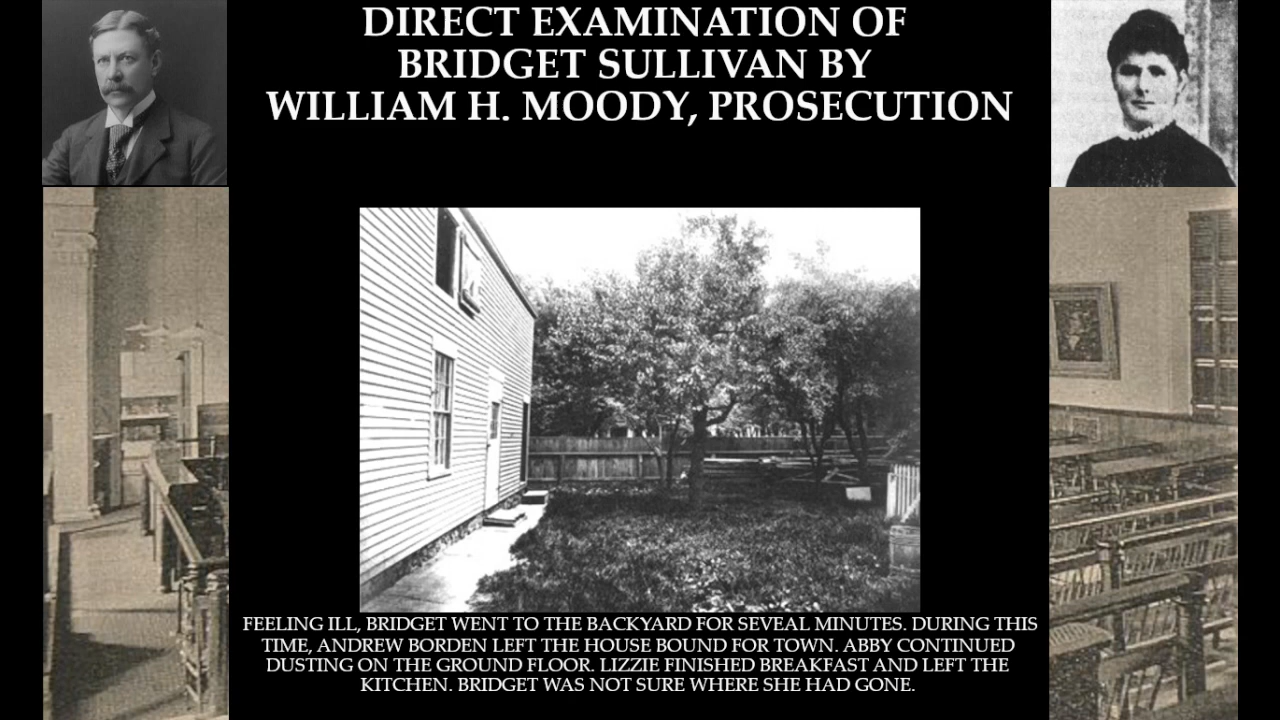 DIRECT EXAMINATION OF
BRIDGET SULLIVAN BY
WILLIAM H. MOODY, PROSECUTION
FEELING ILL, BRIDGET WENT TO THE BACKYARD FOR SEVEAL MINUTES. DURING THIS
TIME, ANDREW BORDEN LEFT THE HOUSE BOUND FOR TOWN. ABBY CONTINUED
DUSTING ON THE GROUND FLOOR. LIZZIE FINISHED BREAKFAST AND LEFT THE
KITCHEN. BRIDGET WAS NOT SURE WHERE SHE HAD GONE.